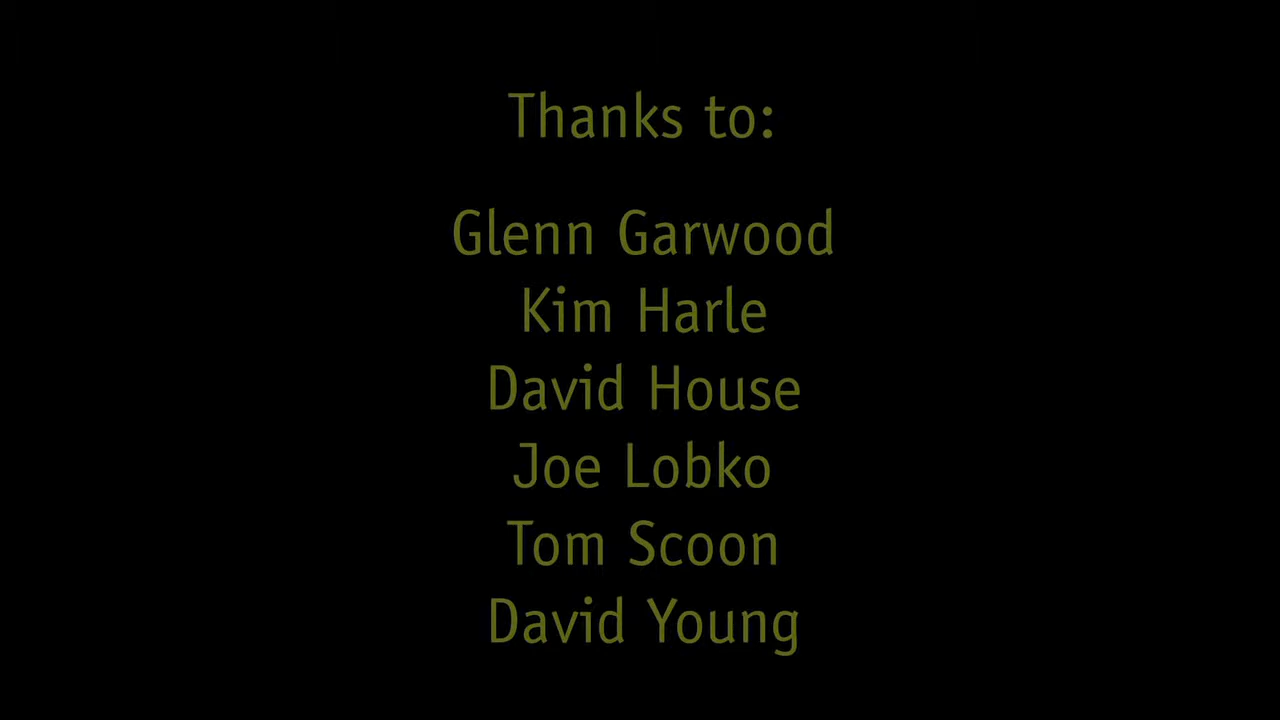 Thanks to:
Glenn Garwood
Kim Harle
David House
Joe Lobko
Tom Scoon
David Young